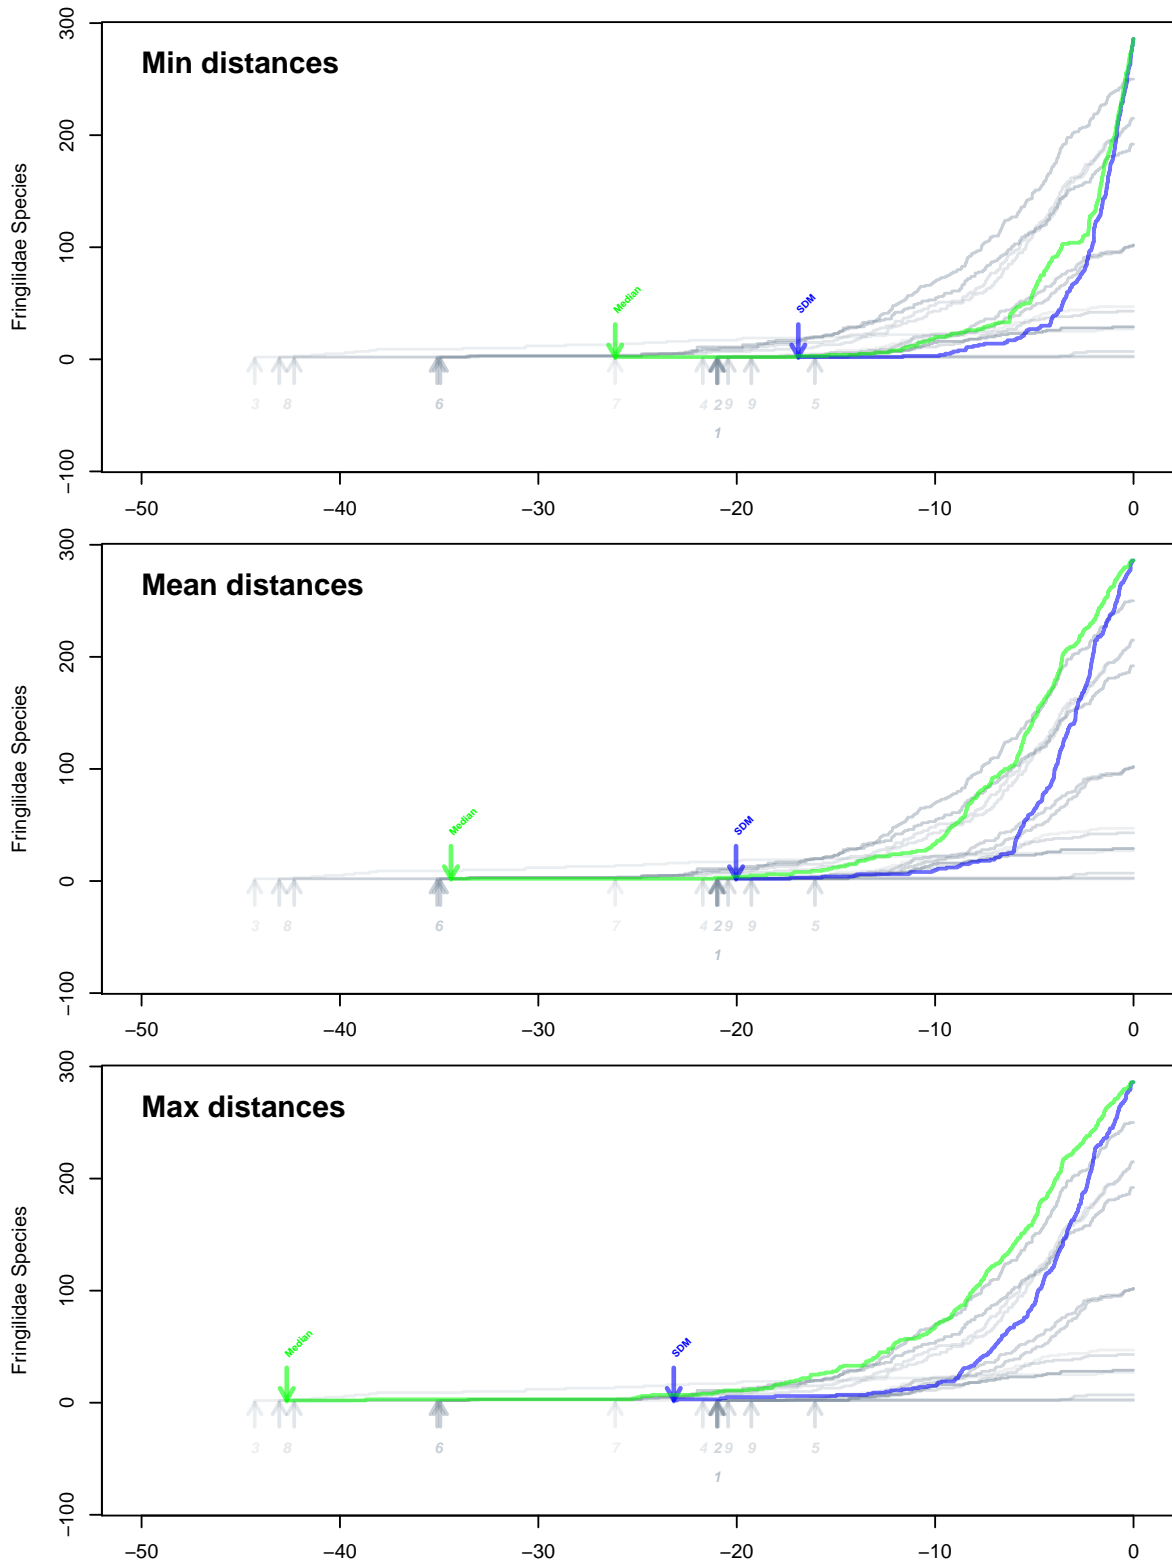 Min distances
Fringilidae Species
300
200
100
0
−100
Median
SDM
3 8 6 7 4 2 9 9 5
1
−50 −40 −30 −20 −10 0
Mean distances
Fringilidae Species
300
200
100
0
−100
Median
SDM
3 8 6 7 4 2 9 9 5
1
−50 −40 −30 −20 −10 0
Max distances
Fringilidae Species
300
200
100
0
−100
Median
SDM
3 8 6 7 4 2 9 9 5
1
−50 −40 −30 −20 −10 0